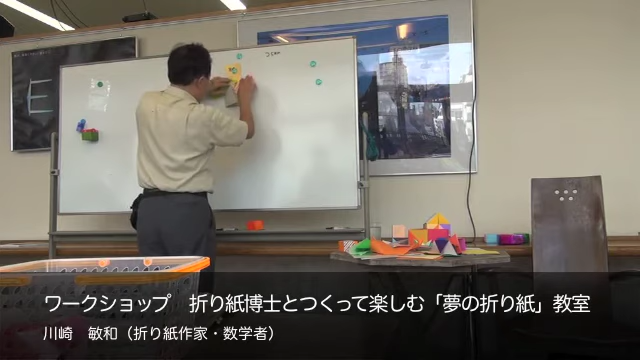 ワークショップ　折り紙博士とつくって楽しむ「夢の折り紙」教室
川崎　敏和（折り紙作家・数学者）